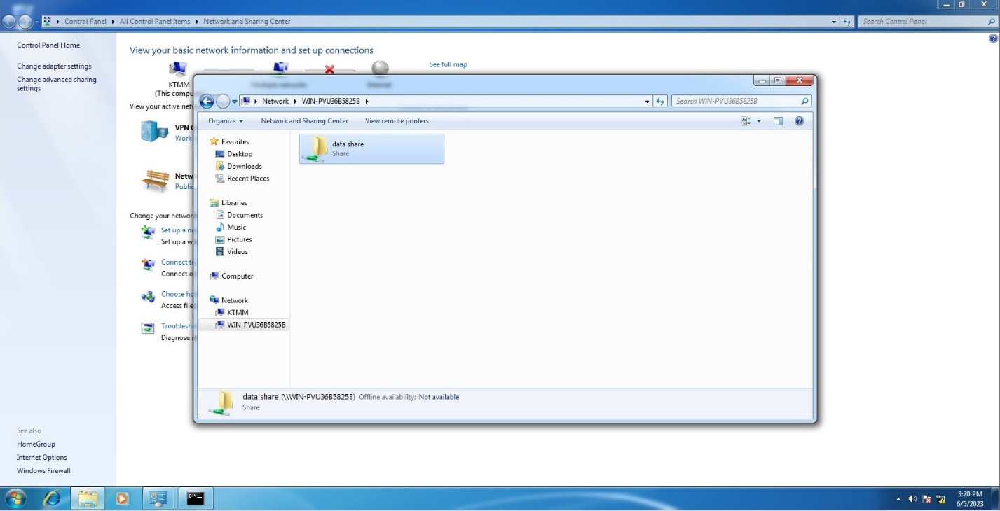 Control Panel ▸ All Control Panel Items ▸ Network and Sharing Center
Search Control Panel
Control Panel Home
Change adapter settings
Change advanced sharing
settings
See also
HomeGroup
Internet Options
Windows Firewall
View your basic network information and set up connections
See full map
KTMM
(This compu
Multiple networks
Internet
View your active netw
VPN C
Work
Netw
Public
Change your networ
Set up a ne
Set up a w
Connect to
Connect o
Choose ho
Access file
Troublesh
Diagnose a
Network ▸ WIN-PVU36B5825B ▸
Search WIN-PVU36B5825B
Organize Network and Sharing Center View remote printers
Favorites
Desktop
Downloads
Recent Places
Libraries
Documents
Music
Pictures
Videos
Computer
Network
KTMM
WIN-PVU36B5825B
data share
Share
data share (\\WIN-PVU36B5825B) Offline availability: Not available
Share
3:20 PM
6/5/2023